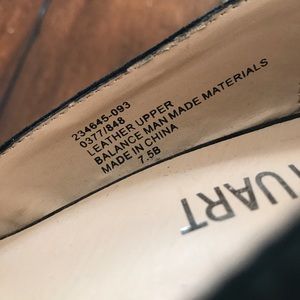 234645-093
0377/848
LEATHER UPPER
BALANCE MAN MADE MATERIALS
MADE IN CHINA
7.5B
UART